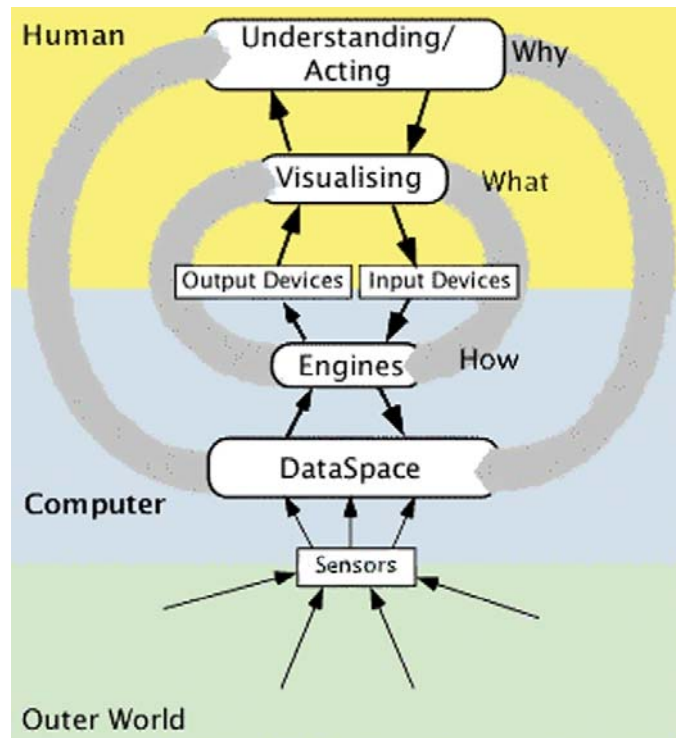 Human
Understanding/
Acting
Why
Visualising
What
Output Devices
Input Devices
Engines
How
DataSpace
Computer
Sensors
Outer World